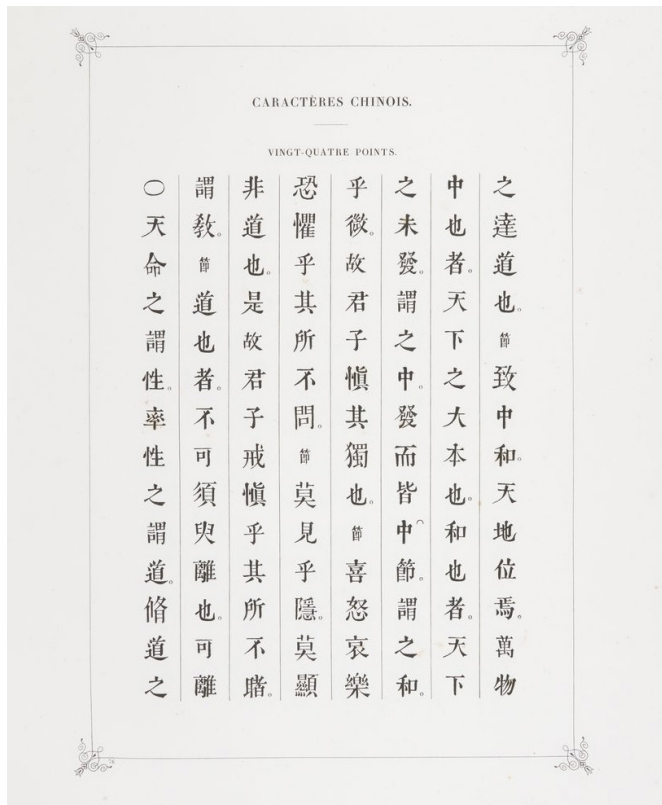 CARACTÈRES CHINOIS.
VINGT-QUATRE POINTS.
〇天命之謂性。率性之謂道。脩道之
謂敎。節道也者。不可須臾離也。可離
非道也。是故君子戒愼乎其所不睹。
恐懼乎其所不問。節莫見乎隱。莫顯
乎微。故君子愼其獨也。節喜怒哀樂
之未發。謂之中。發而皆中節。謂之和。
中也者。天下之大本也。和也者。天下
之達道也。節致中和。天地位焉。萬物